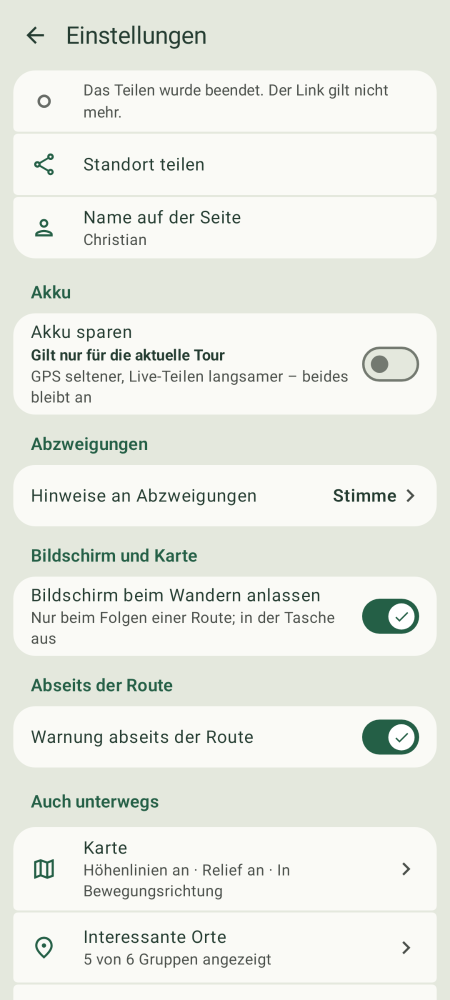 Einstellungen
Das Teilen wurde beendet. Der Link gilt nicht
mehr.
Standort teilen
Name auf der Seite
Christian
Akku
Akku sparen
Gilt nur für die aktuelle Tour
GPS seltener, Live-Teilen langsamer – beides
bleibt an
Abzweigungen
Hinweise an Abzweigungen Stimme
Bildschirm und Karte
Bildschirm beim Wandern anlassen
Nur beim Folgen einer Route; in der Tasche
aus
Abseits der Route
Warnung abseits der Route
Auch unterwegs
Karte
Höhenlinien an · Relief an · In
Bewegungsrichtung
Interessante Orte
5 von 6 Gruppen angezeigt